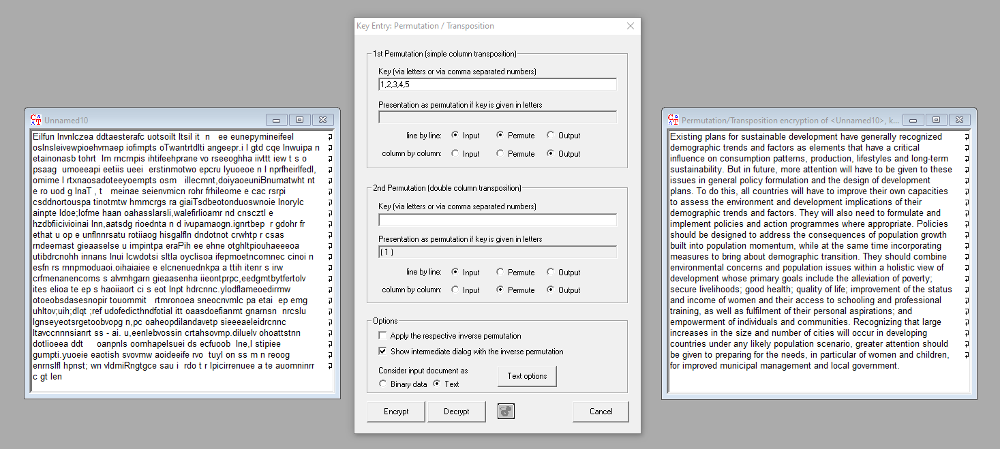 Unnamed10
Eilfun lnvnlczea ddtaesterafc uotsoilt ltsil it n ee eunepymineifeel
oslnsleivewpioehvmaep iofimpts oTwantrtdlti angeepr.i l gtd cqe lnwuipa n
etainonasb tohrt lm rncrnpis ihtifeehprane vo rseeoghha iivttt iew t s o
psaag umoeeapi eetiis ueei erstinmotwo epcru lyuoeoe n l nprfheirlfedl,
omime l rtxnaosadoteeyoempts osm illecmnt,doiyaoeuniBnumatwht nt
e ro uod g lnaT , t meinae seienvmicn rohr frhileome e cac rsrpi
csddnortouspa tinotmtw hmmcrgs ra giaiTsdbeotonduoswnoie lnorylc
ainpte ldoe;lofme haan oahasslarsli,walefirlioamr nd cnscztl e
hzdbfiicivioinai lnn,aatsdg rioednta n d ivupamaogn.ignrtbep r gdohr fr
ethat u op e unflnnrsatu rotiiaog hisgalfln dndotnot crwhtp r csas
rndeemast gieaaselse u impintpa eraPih ee ehne otghltpiouhaeeeoa
utibdrcnohh innans lnui lcwdotsi sltla oyclisoa ifepmoetncomnec cinoi n
esfn rs rnnpmoduaoi.oihaiaiee e elcnenuednkpa a ttih itenr s irw
crfmenanencoms s alvmhgarn gieaasenha iieontprpc,eedgmtbytfertolv
ites elioa te ep s haoiiaort ci s eot lnpt hdrcnnc.ylodflameoedirmw
otoeobsdasesnopir touommit rtmronoea sneocnvmlc pa etai ep emg
uhltov;uih;dlqt ;ref udofedicthndfotial itt oaasdoefianmt gnarnsn nrcslu
lgnseyeotsrgetoobvopg n,pc oaheopdilandavetp sieeeaeleidrcnnc
ltavccnnnsianrt ss - ai. u,eenlebvossin crtahsovmp.diluelv ohoattstnn
dotlioeea ddt oanpnls oomhapelsuei ds ecfuoob lne,l stipiee
gumpti.yuoeie eaotish svovmw aoideeife rvo tuyl on ss m n reoog
enrnslfl hpnst; wn vldmiRngtgce sau i rdo t r lpicirrenuee a te auomninrr
c gt len
Key Entry: Permutation / Transposition
1st Permutation (simple column transposition)
Key (via letters or via comma separated numbers)
1,2,3,4,5
Presentation as permutation if key is given in letters
line by line: Input Permute Output
column by column: Input Permute Output
2nd Permutation (double column transposition)
Key (via letters or via comma separated numbers)
Presentation as permutation if key is given in letters
( 1 )
line by line: Input Permute Output
column by column: Input Permute Output
Options
Apply the respective inverse permutation
Show intermediate dialog with the inverse permutation
Consider input document as
Binary data Text
Text options
Encrypt Decrypt Cancel
Permutation/Transposition encryption of <Unnamed10>, k...
Existing plans for sustainable development have generally recognized
demographic trends and factors as elements that have a critical
influence on consumption patterns, production, lifestyles and long-term
sustainability. But in future, more attention will have to be given to these
issues in general policy formulation and the design of development
plans. To do this, all countries will have to improve their own capacities
to assess the environment and development implications of their
demographic trends and factors. They will also need to formulate and
implement policies and action programmes where appropriate. Policies
should be designed to address the consequences of population growth
built into population momentum, while at the same time incorporating
measures to bring about demographic transition. They should combine
environmental concerns and population issues within a holistic view of
development whose primary goals include the alleviation of poverty;
secure livelihoods; good health; quality of life; improvement of the status
and income of women and their access to schooling and professional
training, as well as fulfilment of their personal aspirations; and
empowerment of individuals and communities. Recognizing that large
increases in the size and number of cities will occur in developing
countries under any likely population scenario, greater attention should
be given to preparing for the needs, in particular of women and children,
for improved municipal management and local government.